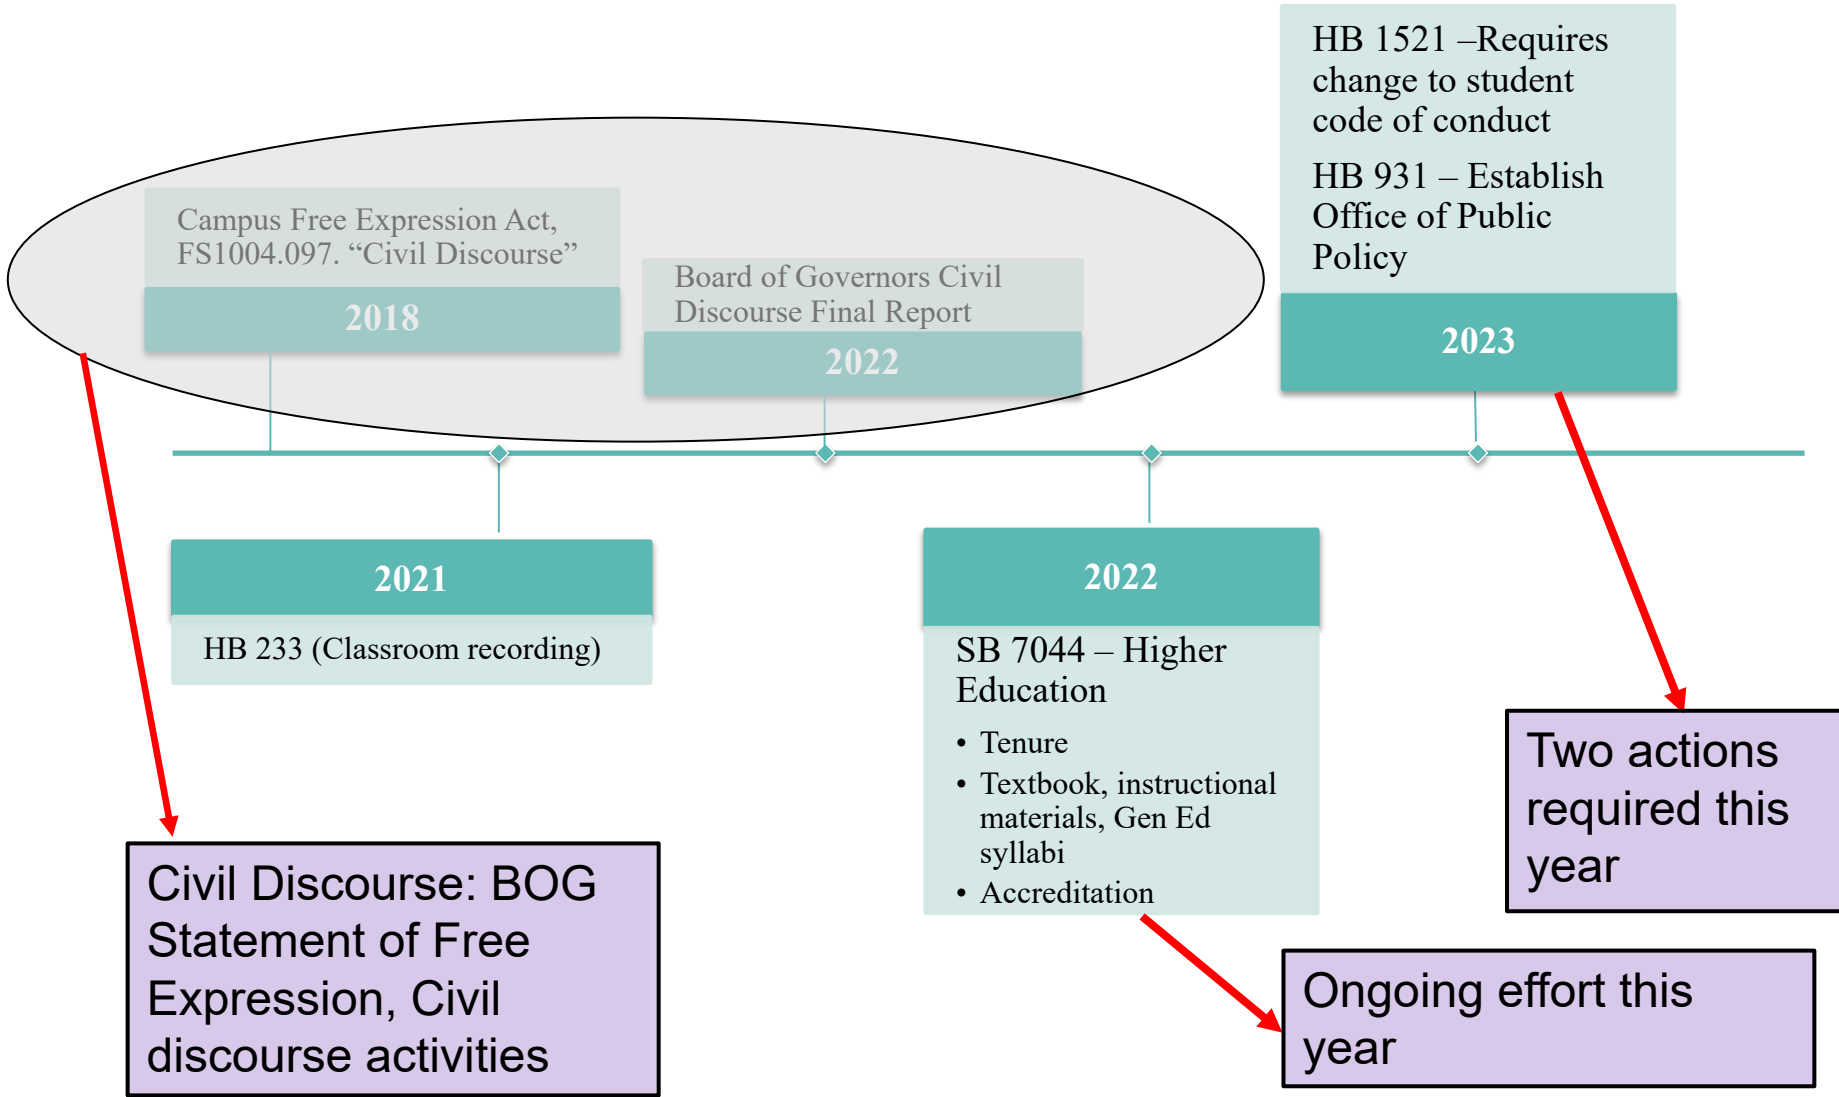 Campus Free Expression Act,
FS1004.097. “Civil Discourse”
2018
Board of Governors Civil
Discourse Final Report
2022
HB 1521 –Requires
change to student
code of conduct
HB 931 – Establish
Office of Public
Policy
2023
2021
HB 233 (Classroom recording)
2022
SB 7044 – Higher
Education
• Tenure
• Textbook, instructional
materials, Gen Ed
syllabi
• Accreditation
Two actions
required this
year
Civil Discourse: BOG
Statement of Free
Expression, Civil
discourse activities
Ongoing effort this
year